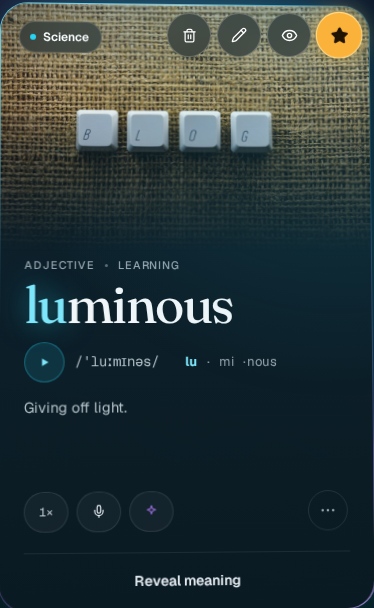 Science
B L O G
ADJECTIVE • LEARNING
luminous
/ˈluːmɪnəs/ lu · mi ·nous
Giving off light.
1×
Reveal meaning